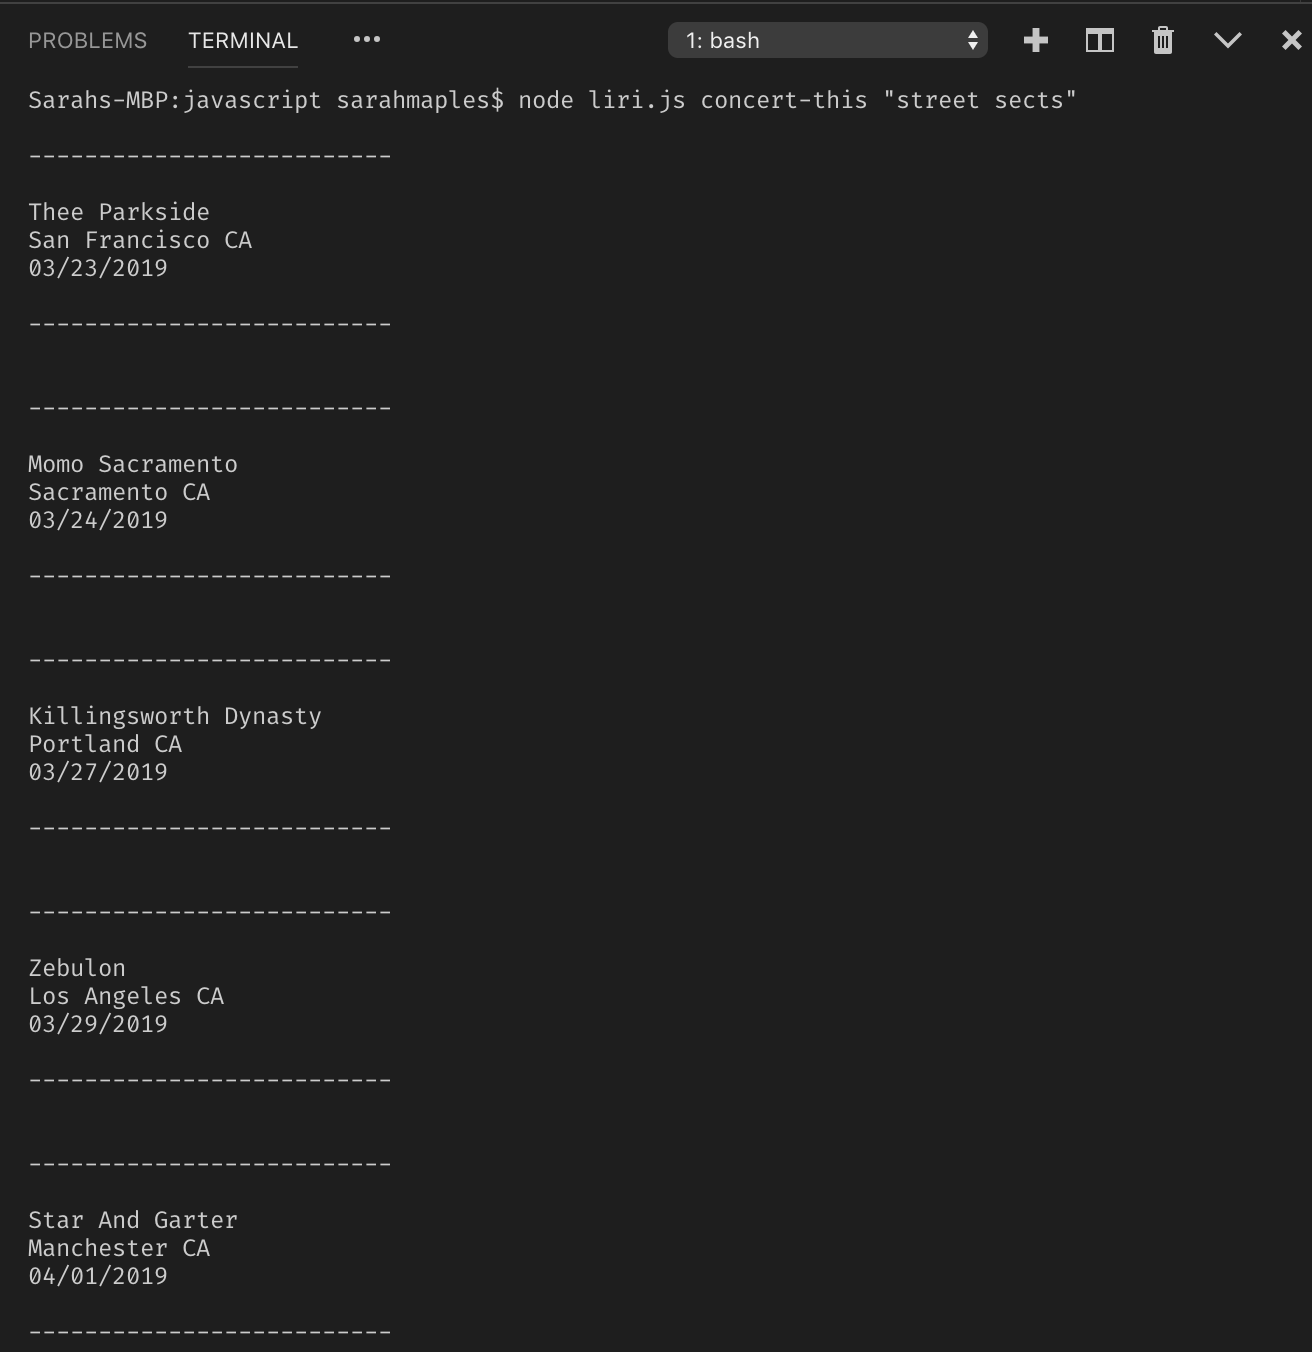 PROBLEMS TERMINAL ••• 1: bash
Sarahs-MBP:javascript sarahmaples$ node liri.js concert-this "street sects"
--------------------------
Thee Parkside
San Francisco CA
03/23/2019
--------------------------
--------------------------
Momo Sacramento
Sacramento CA
03/24/2019
--------------------------
--------------------------
Killingsworth Dynasty
Portland CA
03/27/2019
--------------------------
--------------------------
Zebulon
Los Angeles CA
03/29/2019
--------------------------
--------------------------
Star And Garter
Manchester CA
04/01/2019
--------------------------